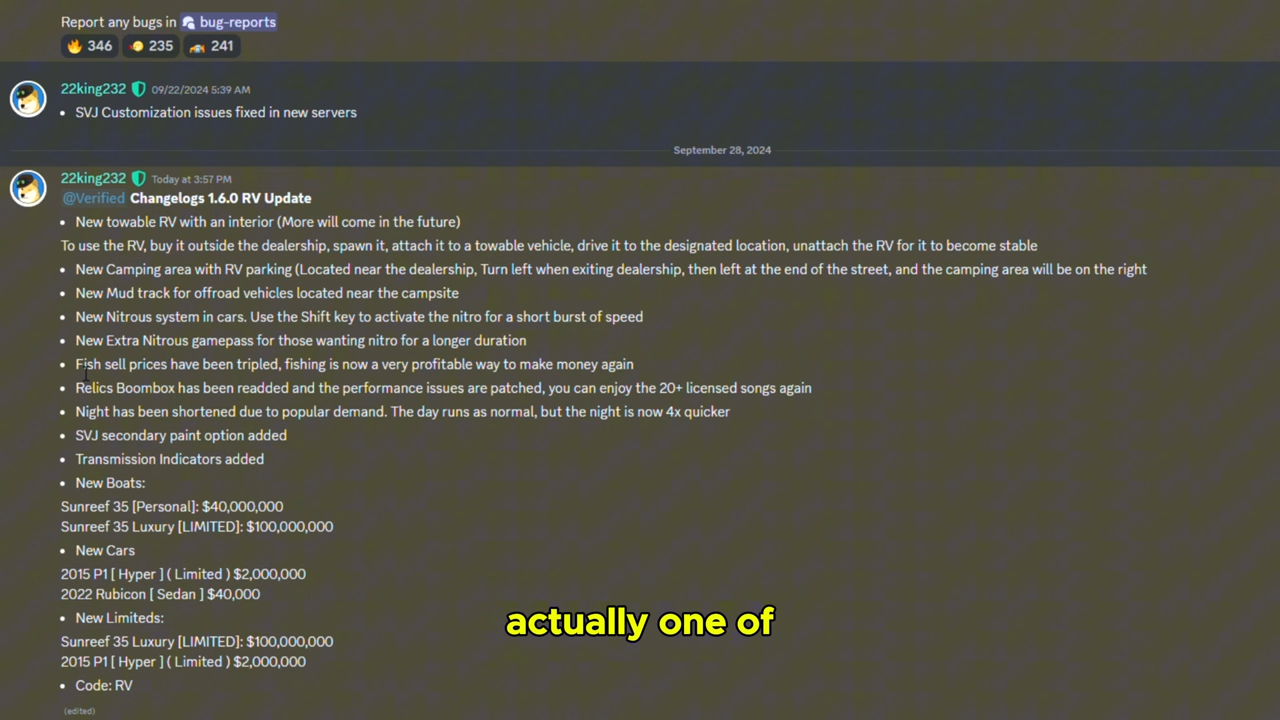 Report any bugs in bug-reports
346 235 241
22king232 09/22/2024 5:39 AM
• SVJ Customization issues fixed in new servers
September 28, 2024
22king232 Today at 3:57 PM
@Verified Changelogs 1.6.0 RV Update
• New towable RV with an interior (More will come in the future)
To use the RV, buy it outside the dealership, spawn it, attach it to a towable vehicle, drive it to the designated location, unattach the RV for it to become stable
• New Camping area with RV parking (Located near the dealership, Turn left when exiting dealership, then left at the end of the street, and the camping area will be on the right
• New Mud track for offroad vehicles located near the campsite
• New Nitrous system in cars. Use the Shift key to activate the nitro for a short burst of speed
• New Extra Nitrous gamepass for those wanting nitro for a longer duration
• Fish sell prices have been tripled, fishing is now a very profitable way to make money again
• Relics Boombox has been readded and the performance issues are patched, you can enjoy the 20+ licensed songs again
• Night has been shortened due to popular demand. The day runs as normal, but the night is now 4x quicker
• SVJ secondary paint option added
• Transmission Indicators added
• New Boats:
Sunreef 35 [Personal]: $40,000,000
Sunreef 35 Luxury [LIMITED]: $100,000,000
• New Cars
2015 P1 [ Hyper ] ( Limited ) $2,000,000
2022 Rubicon [ Sedan ] $40,000
• New Limiteds:
Sunreef 35 Luxury [LIMITED]: $100,000,000
2015 P1 [ Hyper ] ( Limited ) $2,000,000
• Code: RV
(edited)
actually one of